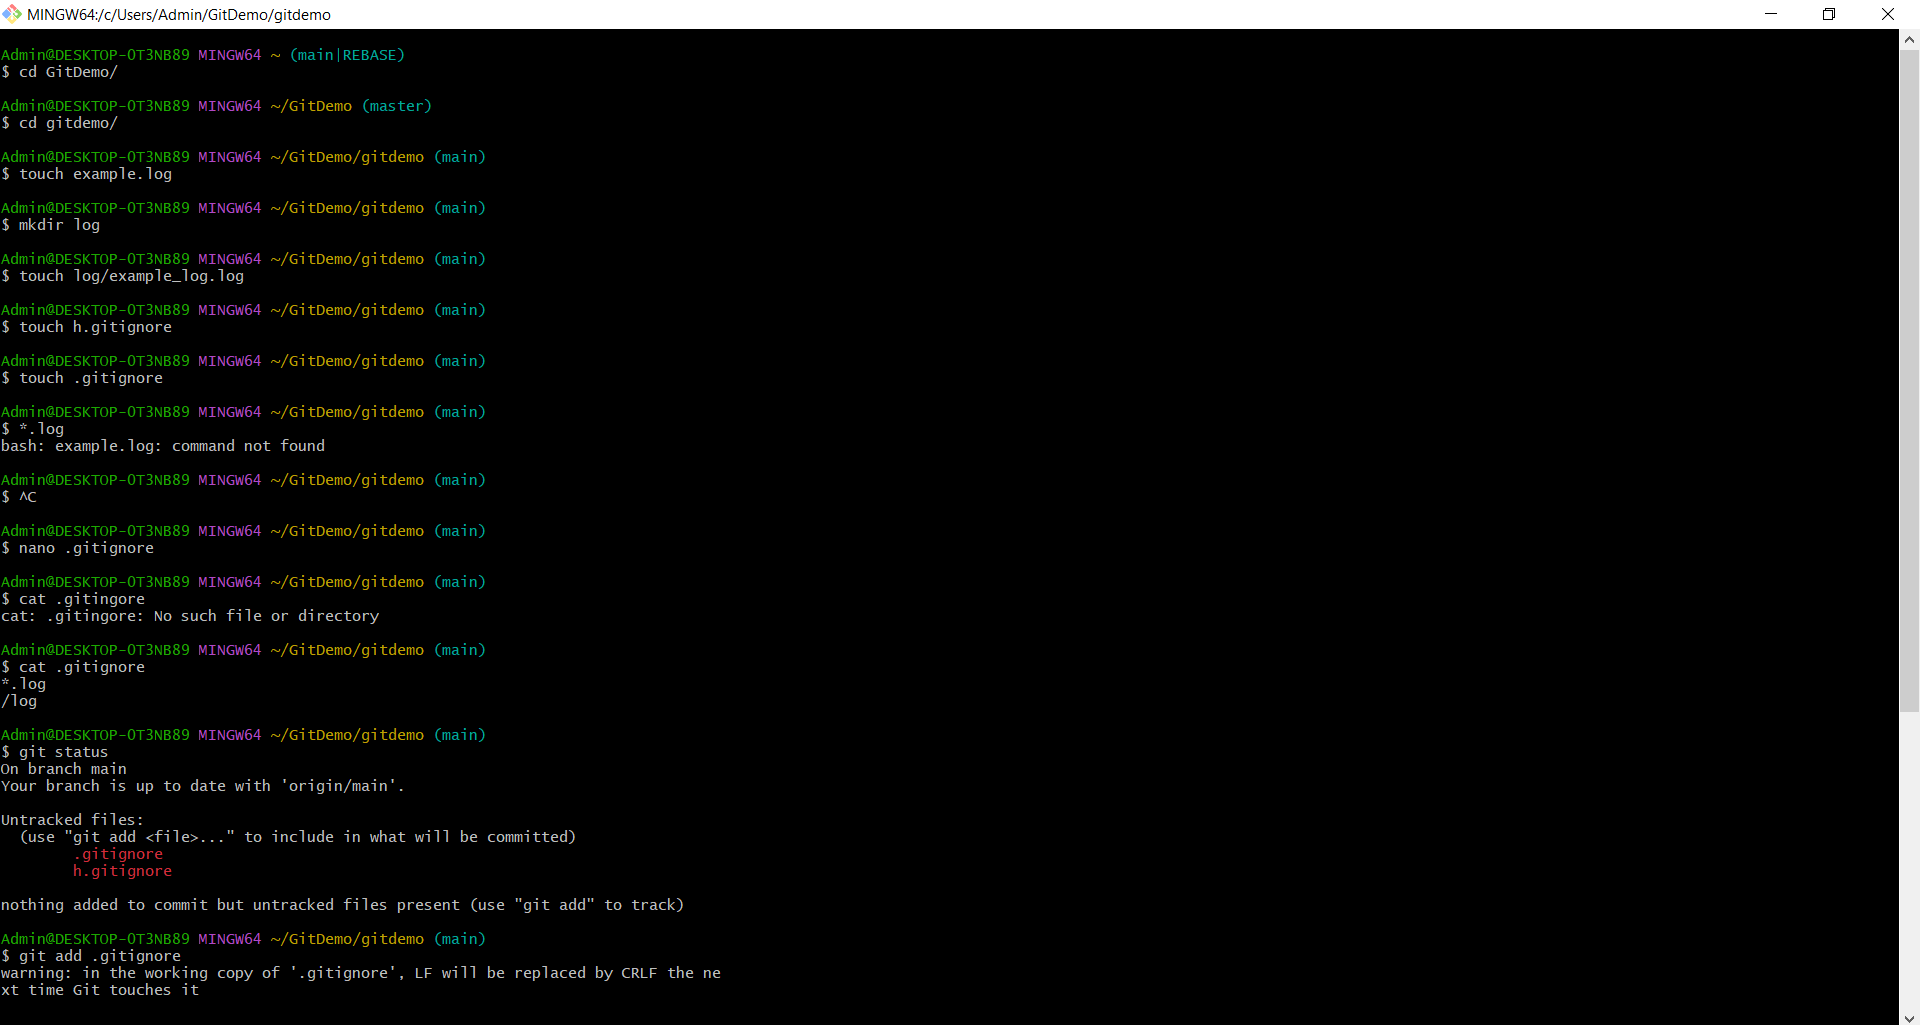 MINGW64:/c/Users/Admin/GitDemo/gitdemo
Admin@DESKTOP-OT3NB89 MINGW64 ~ (main|REBASE)
$ cd GitDemo/
Admin@DESKTOP-OT3NB89 MINGW64 ~/GitDemo (master)
$ cd gitdemo/
Admin@DESKTOP-OT3NB89 MINGW64 ~/GitDemo/gitdemo (main)
$ touch example.log
Admin@DESKTOP-OT3NB89 MINGW64 ~/GitDemo/gitdemo (main)
$ mkdir log
Admin@DESKTOP-OT3NB89 MINGW64 ~/GitDemo/gitdemo (main)
$ touch log/example_log.log
Admin@DESKTOP-OT3NB89 MINGW64 ~/GitDemo/gitdemo (main)
$ touch h.gitignore
Admin@DESKTOP-OT3NB89 MINGW64 ~/GitDemo/gitdemo (main)
$ touch .gitignore
Admin@DESKTOP-OT3NB89 MINGW64 ~/GitDemo/gitdemo (main)
$ *.log
bash: example.log: command not found
Admin@DESKTOP-OT3NB89 MINGW64 ~/GitDemo/gitdemo (main)
$ ^C
Admin@DESKTOP-OT3NB89 MINGW64 ~/GitDemo/gitdemo (main)
$ nano .gitignore
Admin@DESKTOP-OT3NB89 MINGW64 ~/GitDemo/gitdemo (main)
$ cat .gitingore
cat: .gitingore: No such file or directory
Admin@DESKTOP-OT3NB89 MINGW64 ~/GitDemo/gitdemo (main)
$ cat .gitignore
*.log
/log
Admin@DESKTOP-OT3NB89 MINGW64 ~/GitDemo/gitdemo (main)
$ git status
On branch main
Your branch is up to date with 'origin/main'.
Untracked files:
(use "git add <file>..." to include in what will be committed)
.gitignore
h.gitignore
nothing added to commit but untracked files present (use "git add" to track)
Admin@DESKTOP-OT3NB89 MINGW64 ~/GitDemo/gitdemo (main)
$ git add .gitignore
warning: in the working copy of '.gitignore', LF will be replaced by CRLF the ne
xt time Git touches it